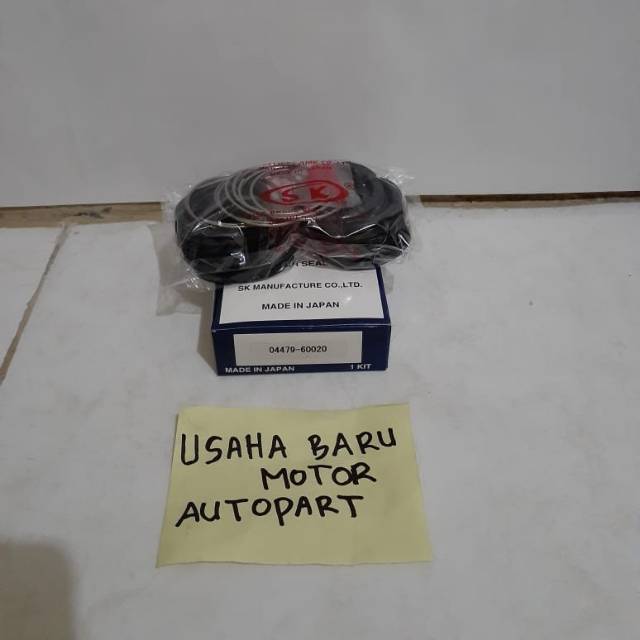 SK
SK MANUFACTURE CO.,LTD.
MADE IN JAPAN
04479-60020
MADE IN JAPAN 1 KIT
USAHA BARU
MOTOR
AUTOPART